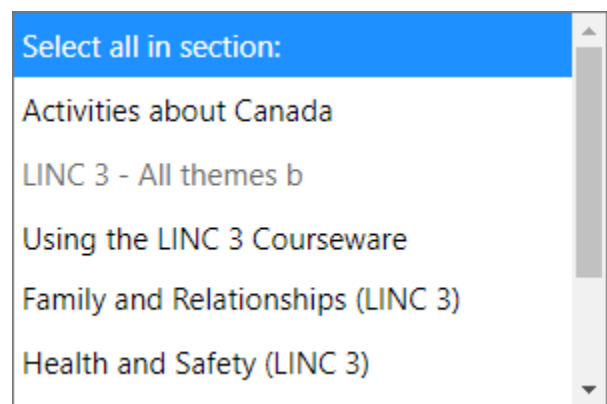 Select all in section:
Activities about Canada
LINC 3 - All themes b
Using the LINC 3 Courseware
Family and Relationships (LINC 3)
Health and Safety (LINC 3)